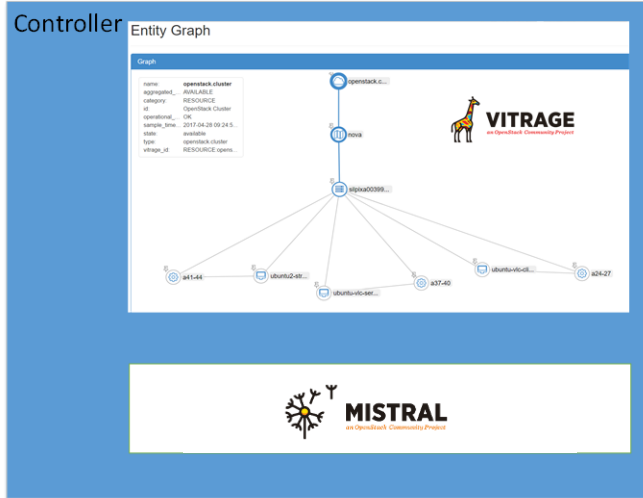 Controller
Entity Graph
Graph
name: openstack.cluster
aggregated_... AVAILABLE
category: RESOURCE
id: OpenStack Cluster
operational_... OK
sample_time... 2017-04-26 09:24:5...
state: available
type: openstack.cluster
vitrage_id: RESOURCE:opens...
openstack.c...
VITRAGE
an OpenStack Community Project
nova
silpixa00399...
a41-44
ubuntu2-str...
ubuntu-vlc-ser...
a37-40
ubuntu-vlc-cli...
a24-27
MISTRAL
an OpenStack Community Project